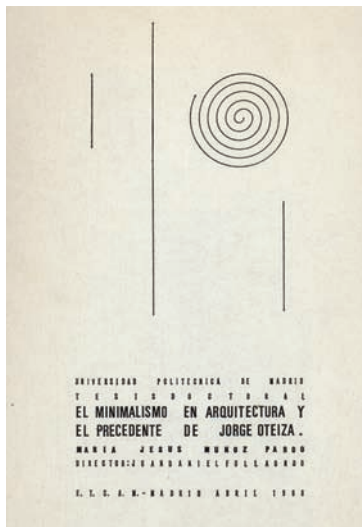 UNIVERSIDAD POLITECNICA DE MADRID
TESIS DOCTORAL
EL MINIMALISMO EN ARQUITECTURA Y
EL PRECEDENTE DE JORGE OTEIZA.
MARIA JESUS MUÑOZ PARDO
DIRECTOR: JUAN DANIEL FULLAONDO
E.T.S.A.M.-MADRID ABRIL